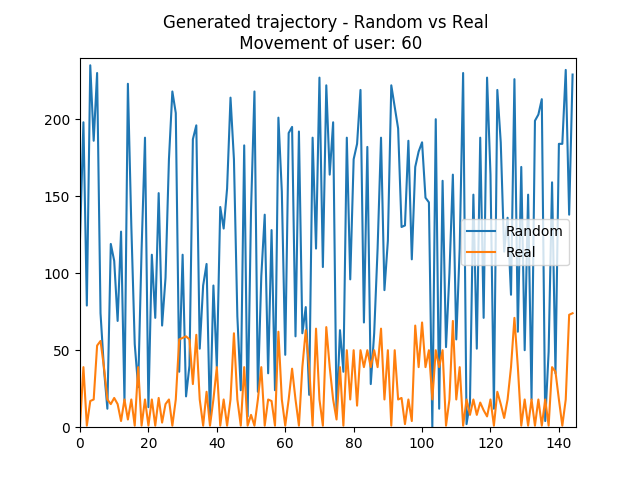 Generated trajectory - Random vs Real
Movement of user: 60
200
150
100
50
0
Random
Real
0 20 40 60 80 100 120 140